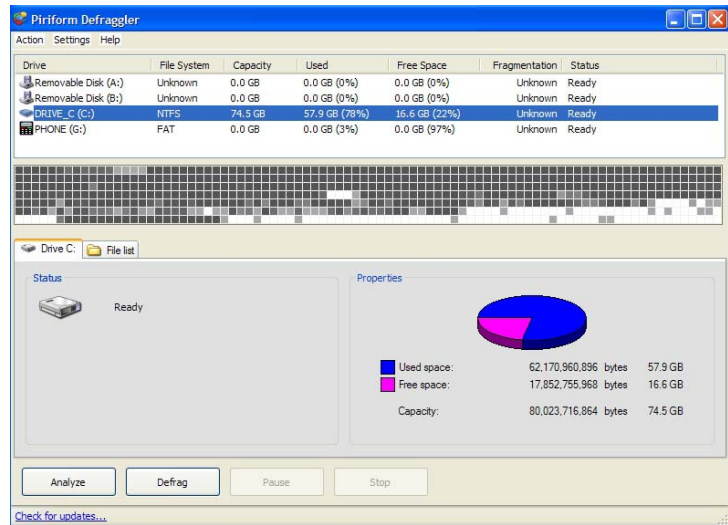 Piriform Defraggler
Action Settings Help
Drive File System Capacity Used Free Space Fragmentation Status
Removable Disk (A:) Unknown 0.0 GB 0.0 GB (0%) 0.0 GB (0%) Unknown Ready
Removable Disk (B:) Unknown 0.0 GB 0.0 GB (0%) 0.0 GB (0%) Unknown Ready
DRIVE_C (C:) NTFS 74.5 GB 57.9 GB (78%) 16.6 GB (22%) Unknown Ready
PHONE (G:) FAT 0.0 GB 0.0 GB (3%) 0.0 GB (97%) Unknown Ready
Drive C: File list
Status
Ready
Properties
Used space: 62,170,960,896 bytes 57.9 GB
Free space: 17,852,755,968 bytes 16.6 GB
Capacity: 80,023,716,864 bytes 74.5 GB
Analyze Defrag Pause Stop
Check for updates...